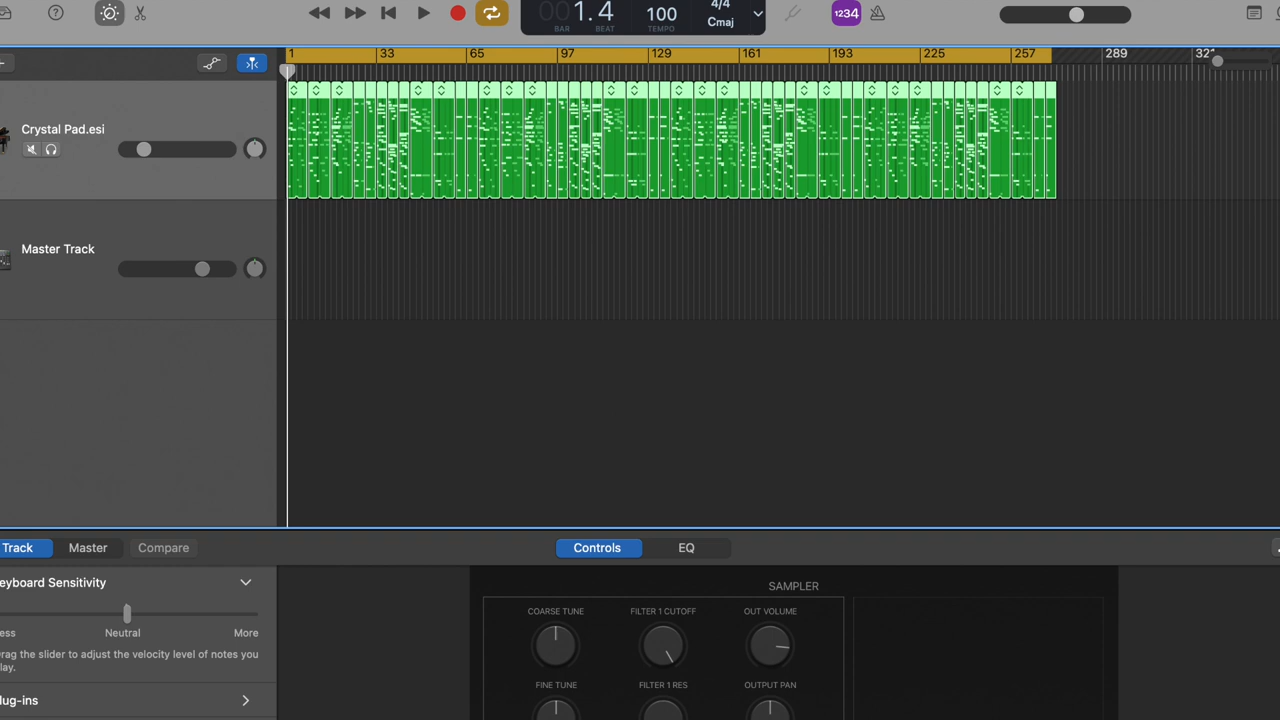 001.4
BAR BEAT
100
TEMPO
4/4
Cmaj
1234
1 33 65 97 129 161 193 225 257 289 321
Crystal Pad.esi
Master Track
Track Master Compare
Controls EQ
eyboard Sensitivity
ess Neutral More
rag the slider to adjust the velocity level of notes you
lay.
lug-ins
SAMPLER
COARSE TUNE FILTER 1 CUTOFF OUT VOLUME
FINE TUNE FILTER 1 RES OUTPUT PAN